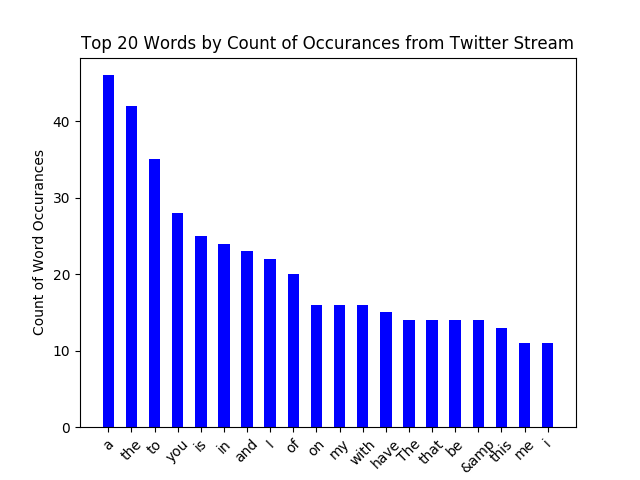 Top 20 Words by Count of Occurances from Twitter Stream
Count of Word Occurances
40
30
20
10
0
a
the
to
you
is
in
and
I
of
on
my
with
have
The
that
be
&amp
this
me
i